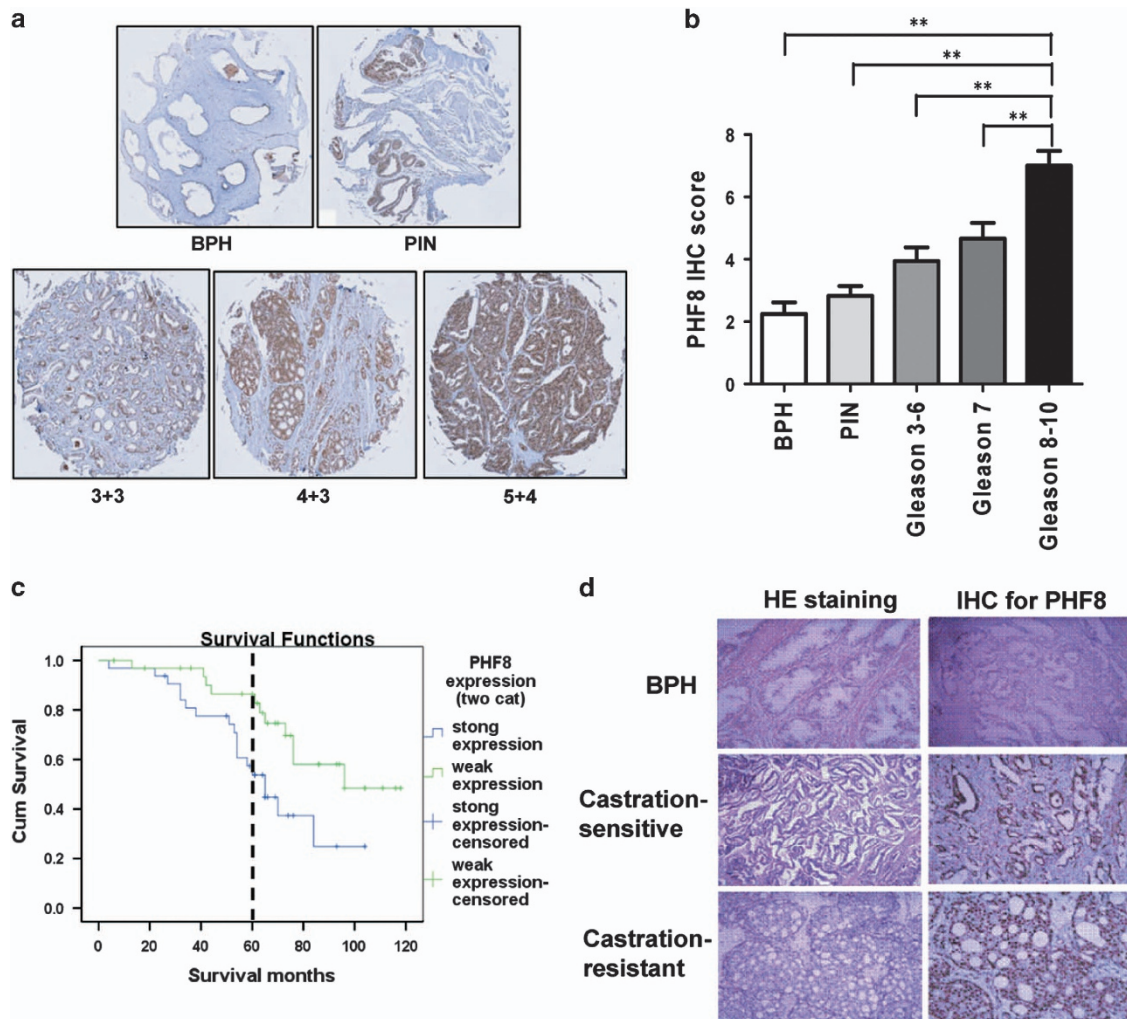 a
BPH
PIN
3+3
4+3
5+4
b
**
**
**
**
PHF8 IHC score
8
6
4
2
0
BPH
PIN
Gleason 3-6
Gleason 7
Gleason 8-10
c
Survival Functions
Cum Survival
1.0
0.8
0.6
0.4
0.2
0.0
0
20
40
60
80
100
120
Survival months
PHF8
expression
(two cat)
stong
expression
weak
expression
stong
expression-
censored
weak
expression-
censored
d
HE staining
IHC for PHF8
BPH
Castration-
sensitive
Castration-
resistant